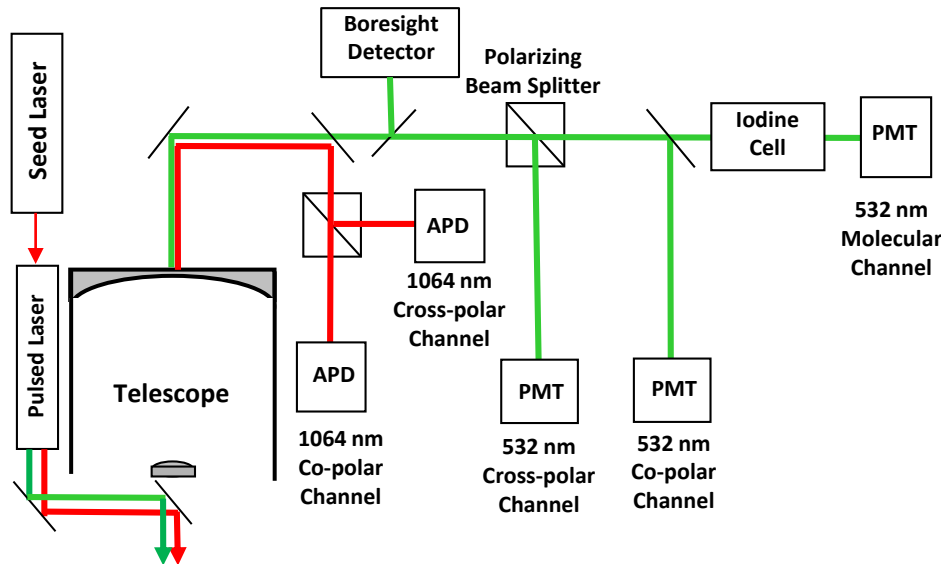 Seed Laser
Pulsed Laser
Telescope
Boresight
Detector
Polarizing
Beam Splitter
Iodine
Cell
PMT
532 nm
Molecular
Channel
APD
1064 nm
Cross-polar
Channel
APD
1064 nm
Co-polar
Channel
PMT
532 nm
Cross-polar
Channel
PMT
532 nm
Co-polar
Channel